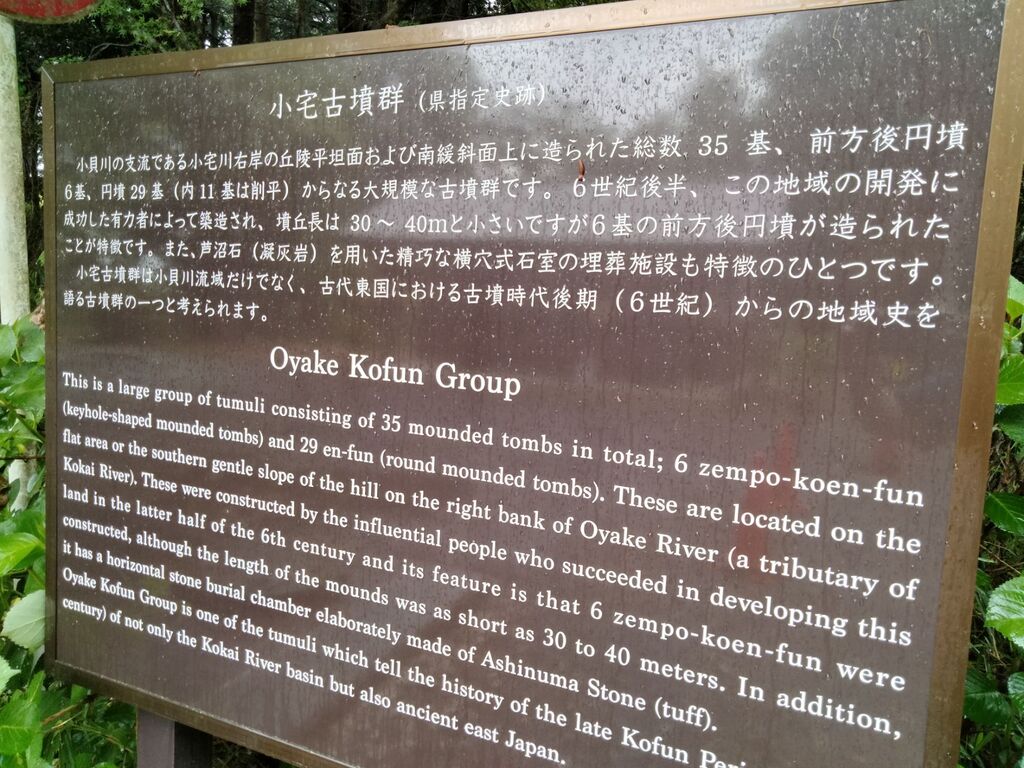 小宅古墳群（県指定史跡）
小貝川の支流である小宅川右岸の丘陵平坦面および南緩斜面上に造られた総数 35 基、前方後円墳
6基、円墳 29 基（内 11 基は削平）からなる大規模な古墳群です。6世紀後半、この地域の開発に
成功した有力者によって築造され、墳丘長は 30～ 40mと小さいですが6基の前方後円墳が造られた
ことが特徴です。また、芦沼石（凝灰岩）を用いた精巧な横穴式石室の埋葬施設も特徴のひとつです。
小宅古墳群は小貝川流域だけでなく、古代東国における古墳時代後期（6世紀）からの地域史を
語る古墳群の一つと考えられます。
Oyake Kofun Group
This is a large group of tumuli consisting of 35 mounded tombs in total; 6 zempo-koen-fun
(keyhole-shaped mounded tombs) and 29 en-fun (round mounded tombs). These are located on the
flat area or the southern gentle slope of the hill on the right bank of Oyake River (a tributary of
Kokai River). These were constructed by the influential people who succeeded in developing this
land in the latter half of the 6th century and its feature is that 6 zempo-koen-fun were
constructed, although the length of the mounds was as short as 30 to 40 meters. In addition,
it has a horizontal stone burial chamber elaborately made of Ashinuma Stone (tuff).
Oyake Kofun Group is one of the tumuli which tell the history of the late Kofun
century) of not only the Kokai River basin but also ancient east Japan.